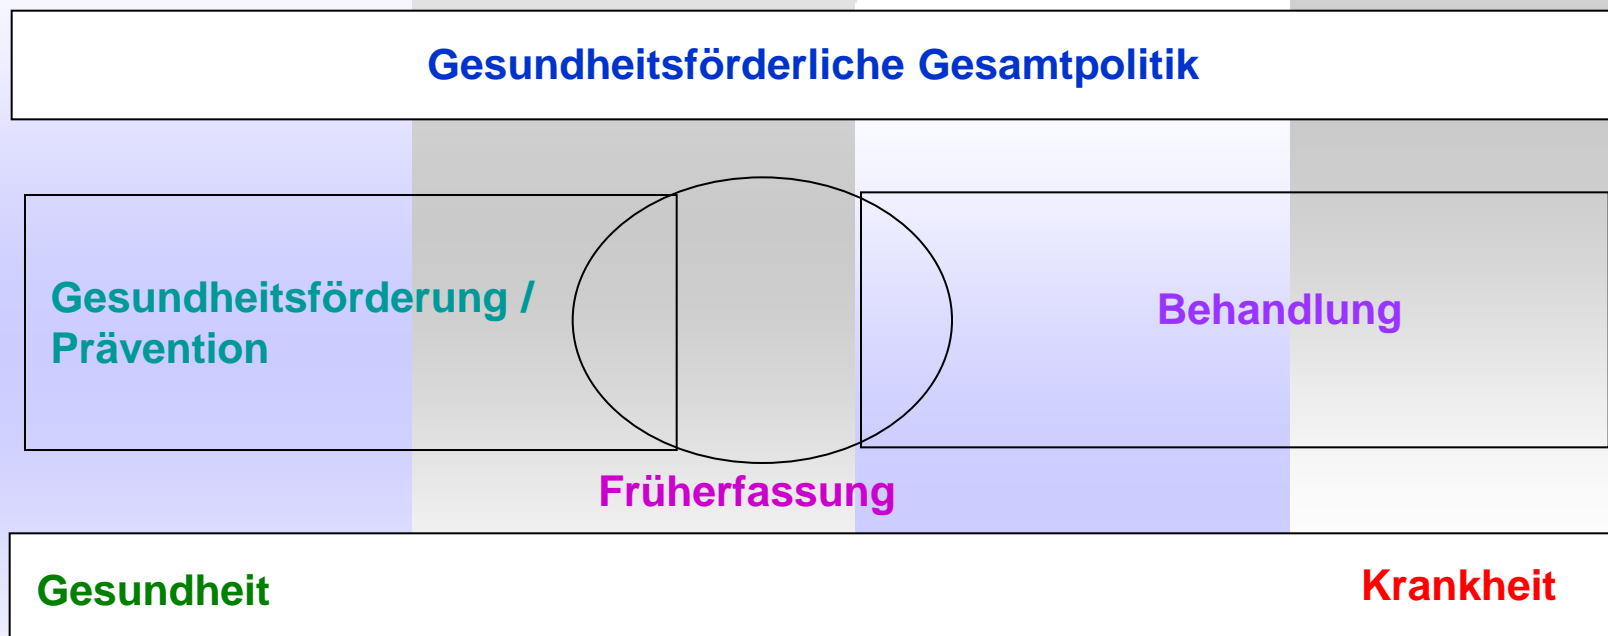 Gesundheitsförderliche Gesamtpolitik
Gesundheitsförderung /
Prävention
Behandlung
Früherfassung
Gesundheit
Krankheit